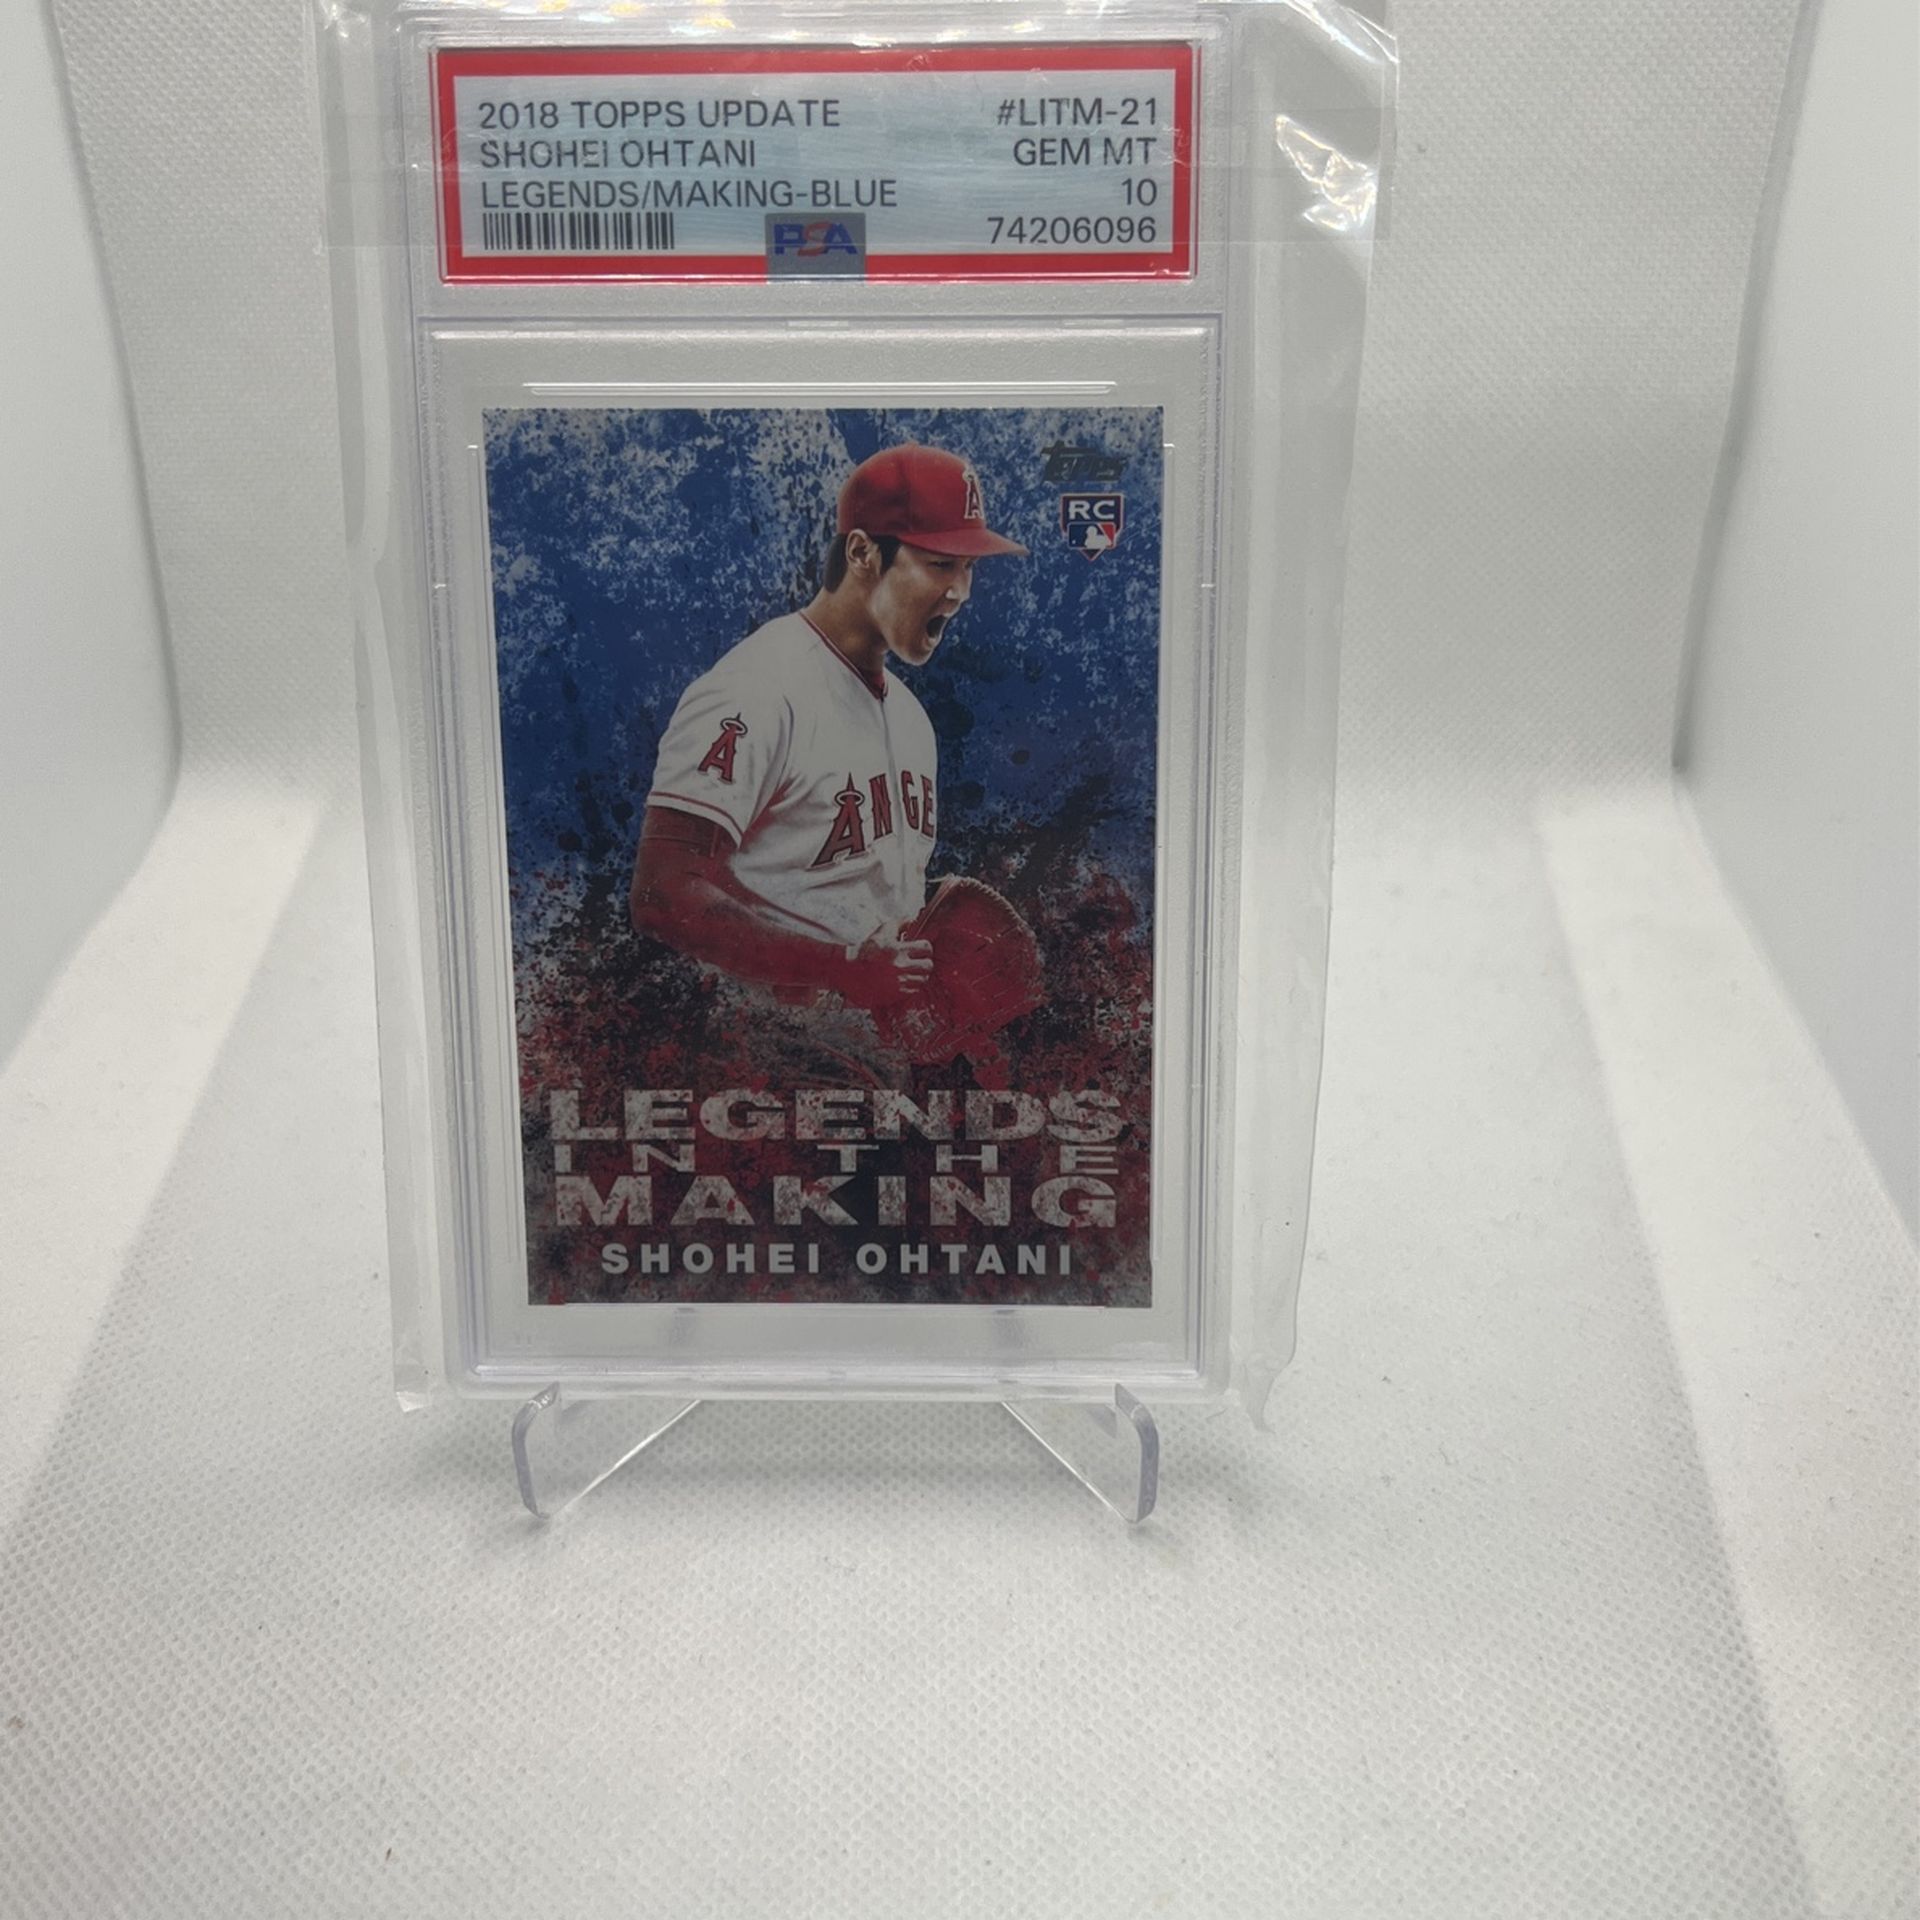 2018 TOPPS UPDATE #LITM-21
SHOHEI OHTANI GEM MT
LEGENDS/MAKING-BLUE 10
PSA 74206096
Topps
RC
A
A
ANGE
LEGENDS
IN THE
MAKING
SHOHEI OHTANI